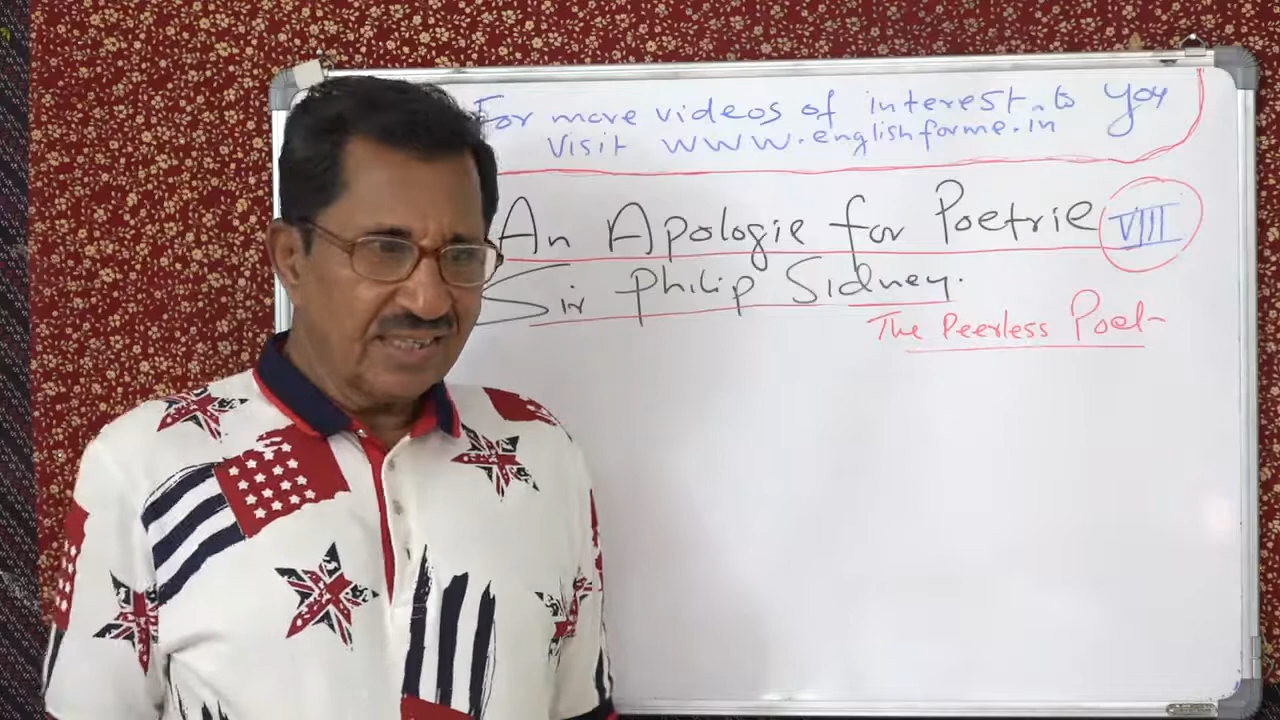 For more videos of interest to you
Visit www.englishforme.in
An Apologie for Poetrie VIII
Sir Philip Sidney.
The Peerless Poet